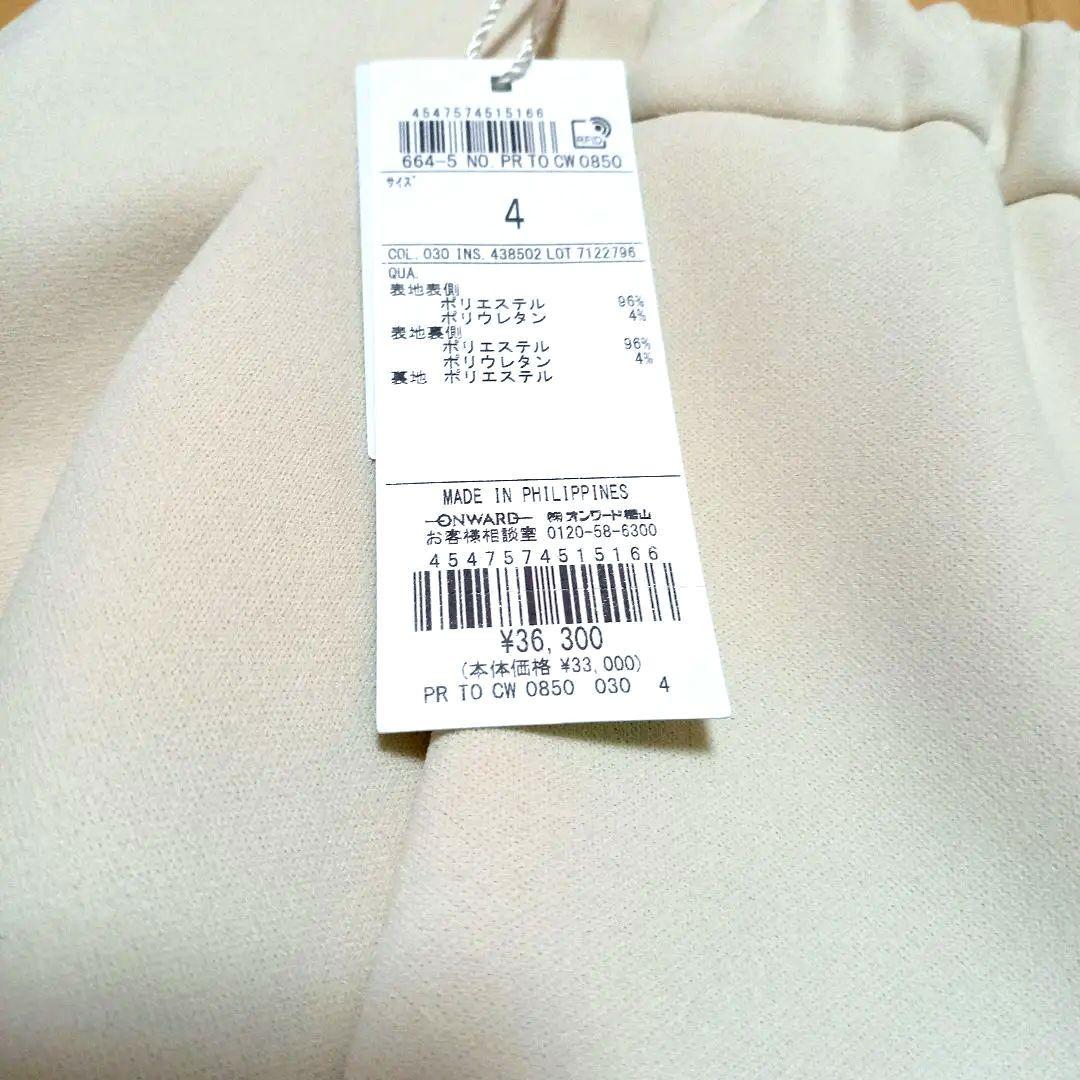 4547574515166
RFID
664-5 NO. PR TO CW 0850
サイズ
4
COL. 030 INS. 438502 LOT 7122796
QUA.
表地表側
ポリエステル 96%
ポリウレタン 4%
表地裏側
ポリエステル 96%
ポリウレタン 4%
裏地 ポリエステル
MADE IN PHILIPPINES
ONWARD ㈱オンワード樫山
お客様相談室 0120-58-6300
4547574515166
¥36,300
(本体価格 ¥33,000)
PR TO CW 0850 030 4